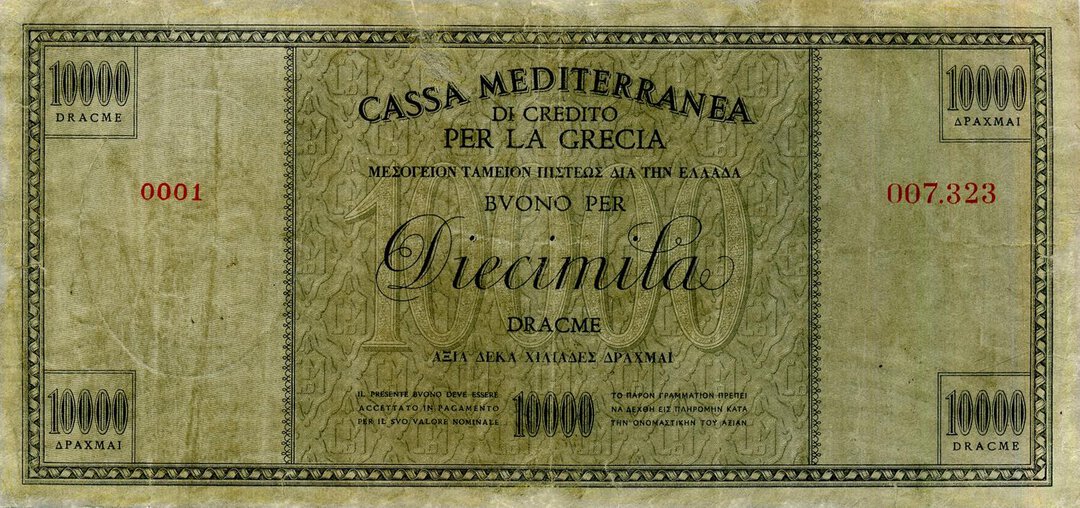 10000
DRACME
10000
ΔΡΑΧΜΑΙ
CASSA MEDITERRANEA
DI CREDITO
PER LA GRECIA
ΜΕΣΟΓΕΙΟΝ ΤΑΜΕΙΟΝ ΠΙΣΤΕΩΣ ΔΙΑ ΤΗΝ ΕΛΛΑΔΑ
0001
007.323
BVONO PER
10000
Diecimila
DRACME
ΑΞΙΑ ΔΕΚΑ ΧΙΛΙΑΔΕΣ ΔΡΑΧΜΑΙ
IL PRESENTE BVONO DEVE ESSERE
ACCETTATO IN PAGAMENTO
PER IL SVO VALORE NOMINALE
10000
ΤΟ ΠΑΡΟΝ ΓΡΑΜΜΑΤΙΟΝ ΠΡΕΠΕΙ
ΝΑ ΔΕΧΘΗ ΕΙΣ ΠΛΗΡΟΜΗΝ ΚΑΤΑ
ΤΗΝ ΟΝΟΜΑΣΤΙΚΗΝ ΤΟΥ ΑΞΙΑΝ
10000
ΔΡΑΧΜΑΙ
10000
DRACME